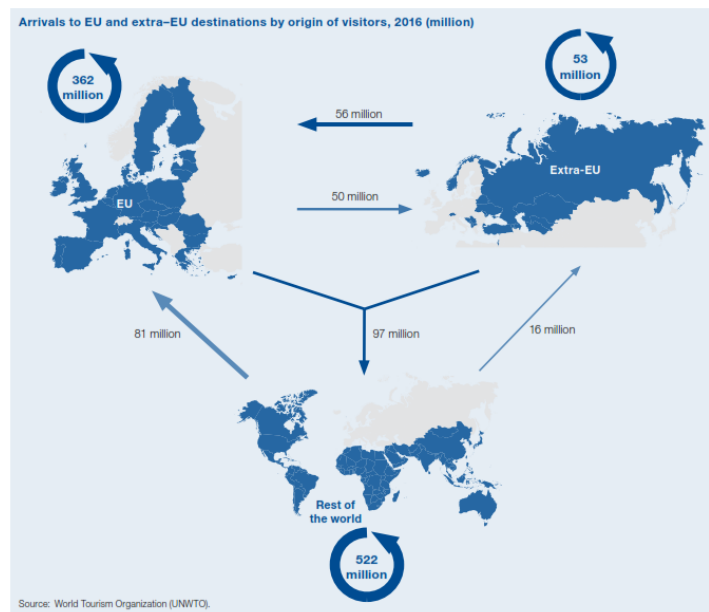 Arrivals to EU and extra–EU destinations by origin of visitors, 2016 (million)
362
million
53
million
56 million
Extra-EU
EU
50 million
81 million
97 million
16 million
Rest of
the world
522
million
Source: World Tourism Organization (UNWTO).